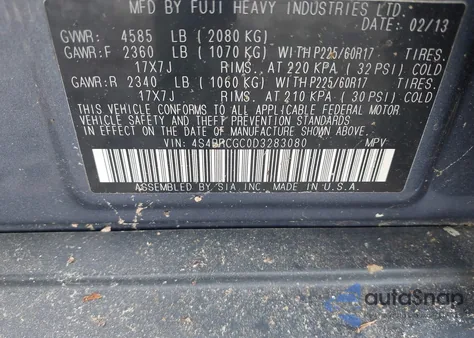 MFD BY FUJI HEAVY INDUSTRIES LTD.
DATE: 02/13
GVWR: 4585 LB (2080 KG)
GAWR:F 2360 LB (1070 KG) WITH P225/60R17 TIRES.
17X7J RIMS, AT 220 KPA (32 PSI) COLD
GAWR:R 2340 LB (1060 KG) WITH P225/60R17 TIRES.
17X7J RIMS, AT 210 KPA (30 PSI) COLD
THIS VEHICLE CONFORMS TO ALL APPLICABLE FEDERAL MOTOR
VEHICLE SAFETY AND THEFT PREVENTION STANDARDS IN EFFECT
ON THE DATE OF MANUFACTURE SHOWN ABOVE.
VIN: 4S4BRCGC0D3283080 MPV
ASSEMBLED BY SIA INC. MADE IN U.S.A.
autoSnap